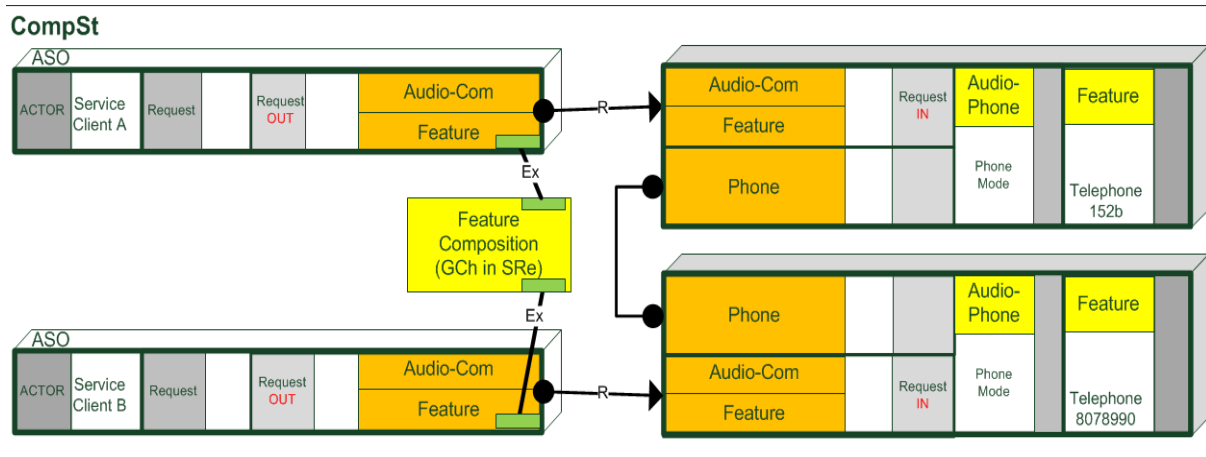 CompSt
ASO
ACTOR
Service
Client A
Request
Request
OUT
Audio-Com
Feature
R
Audio-Com
Feature
Phone
Request
IN
Audio-
Phone
Phone
Mode
Feature
Telephone
152b
Ex
Feature
Composition
(GCh in SRe)
Ex
ASO
ACTOR
Service
Client B
Request
Request
OUT
Audio-Com
Feature
R
Phone
Audio-Com
Feature
Request
IN
Audio-
Phone
Phone
Mode
Feature
Telephone
8078990